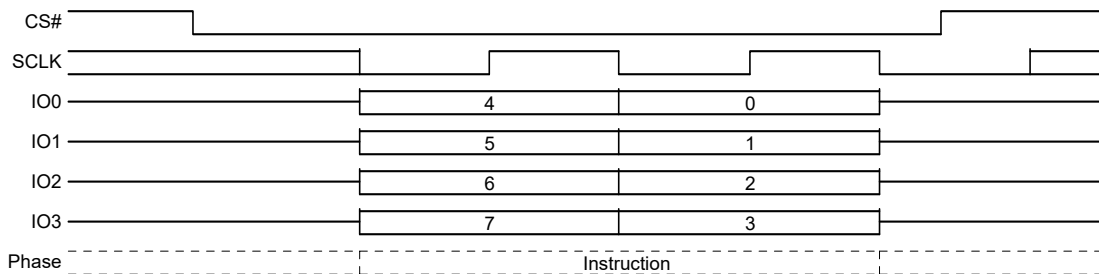 CS#
SCLK
IO0 4 0
IO1 5 1
IO2 6 2
IO3 7 3
Phase Instruction